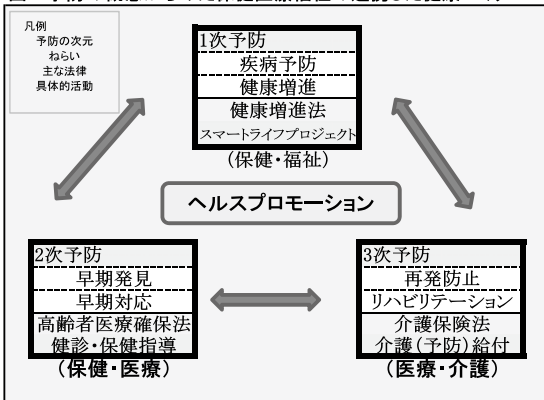 凡例
予防の次元
ねらい
主な法律
具体的活動
1次予防
疾病予防
健康増進
健康増進法
スマートライフプロジェクト
(保健・福祉)
ヘルスプロモーション
2次予防
早期発見
早期対応
高齢者医療確保法
健診・保健指導
(保健・医療)
3次予防
再発防止
リハビリテーション
介護保険法
介護(予防)給付
(医療・介護)